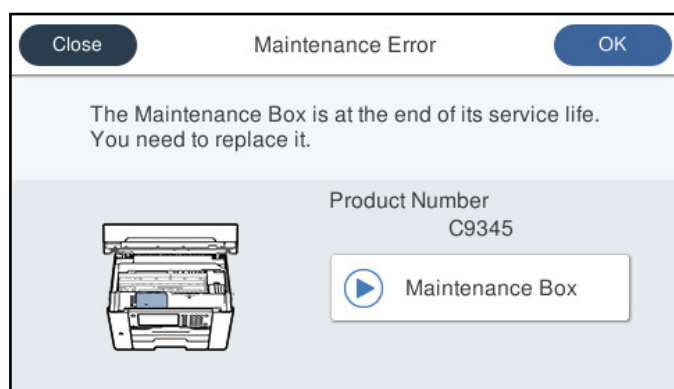 Close
Maintenance Error
OK
The Maintenance Box is at the end of its service life.
You need to replace it.
Product Number
C9345
Maintenance Box